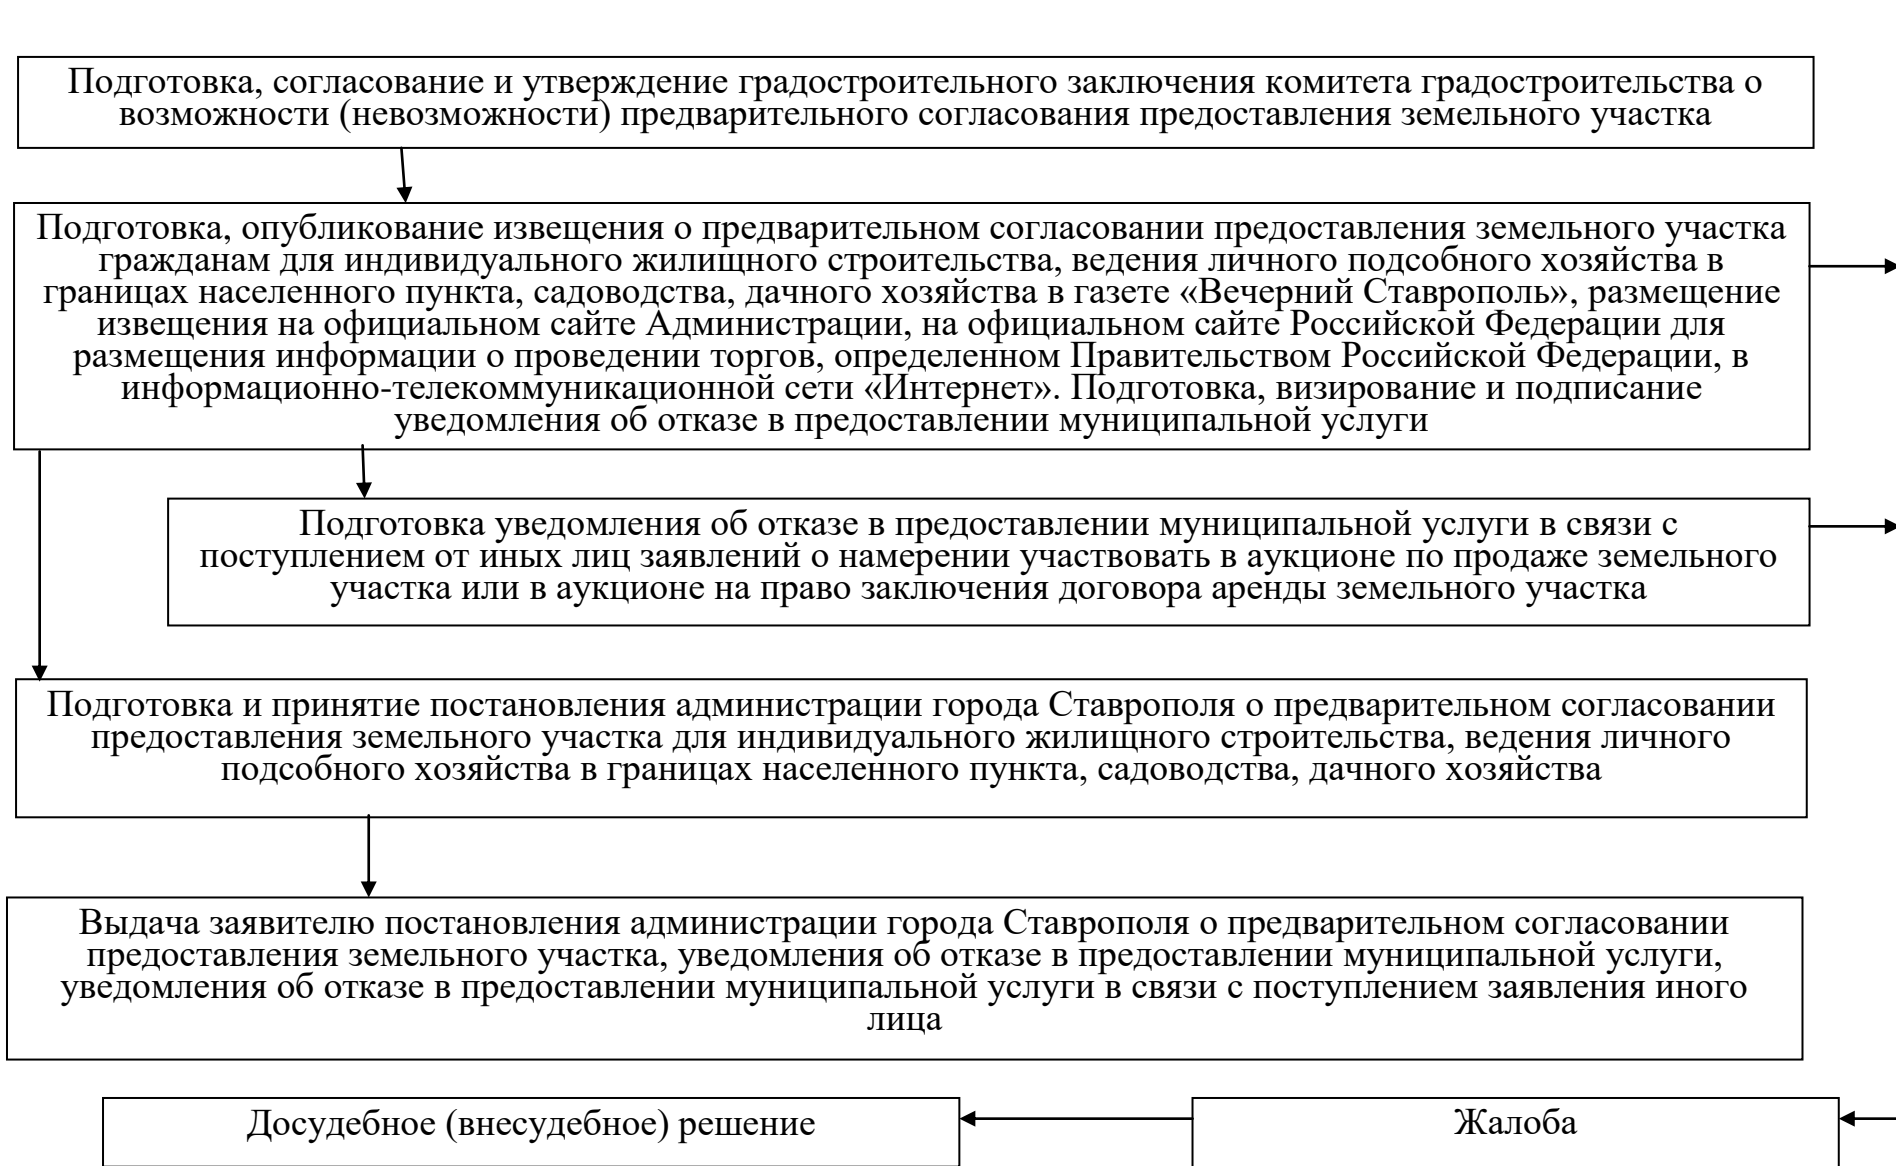 Подготовка, согласование и утверждение градостроительного заключения комитета градостроительства о
возможности (невозможности) предварительного согласования предоставления земельного участка
Подготовка, опубликование извещения о предварительном согласовании предоставления земельного участка
гражданам для индивидуального жилищного строительства, ведения личного подсобного хозяйства в
границах населенного пункта, садоводства, дачного хозяйства в газете «Вечерний Ставрополь», размещение
извещения на официальном сайте Администрации, на официальном сайте Российской Федерации для
размещения информации о проведении торгов, определенном Правительством Российской Федерации, в
информационно-телекоммуникационной сети «Интернет». Подготовка, визирование и подписание
уведомления об отказе в предоставлении муниципальной услуги
Подготовка уведомления об отказе в предоставлении муниципальной услуги в связи с
поступлением от иных лиц заявлений о намерении участвовать в аукционе по продаже земельного
участка или в аукционе на право заключения договора аренды земельного участка
Подготовка и принятие постановления администрации города Ставрополя о предварительном согласовании
предоставления земельного участка для индивидуального жилищного строительства, ведения личного
подсобного хозяйства в границах населенного пункта, садоводства, дачного хозяйства
Выдача заявителю постановления администрации города Ставрополя о предварительном согласовании
предоставления земельного участка, уведомления об отказе в предоставлении муниципальной услуги,
уведомления об отказе в предоставлении муниципальной услуги в связи с поступлением заявления иного
лица
Досудебное (внесудебное) решение
Жалоба